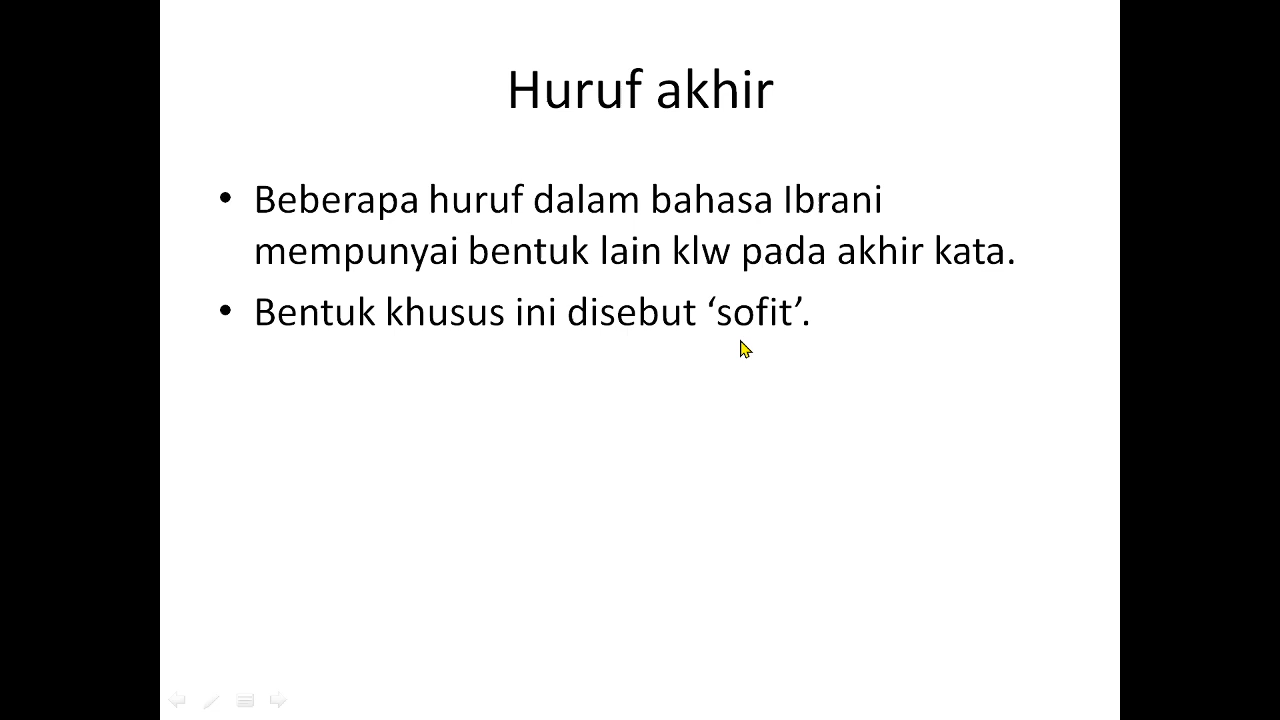 Huruf akhir
• Beberapa huruf dalam bahasa Ibrani
mempunyai bentuk lain klw pada akhir kata.
• Bentuk khusus ini disebut ‘sofit’.